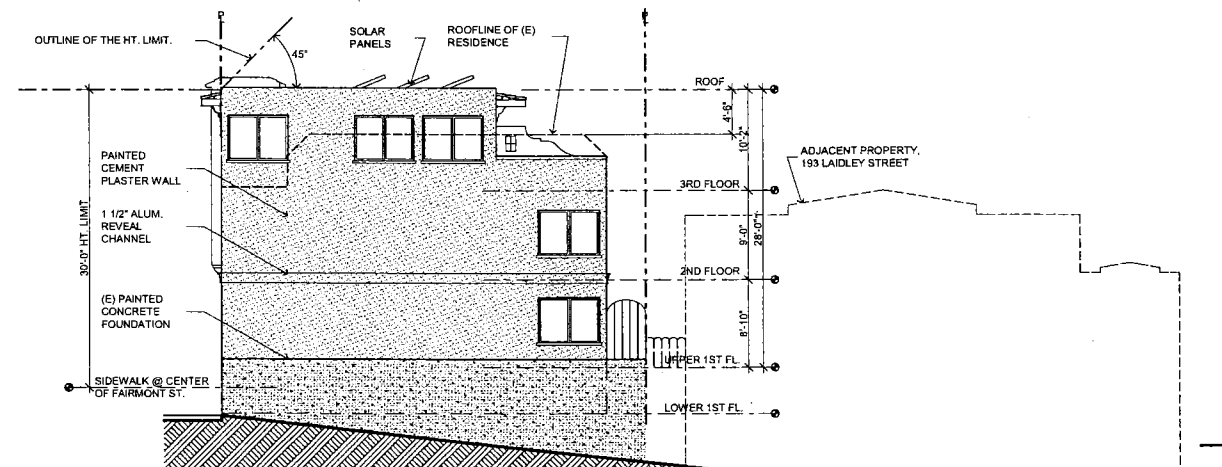 P
L
OUTLINE OF THE HT. LIMIT.
45°
SOLAR
PANELS
ROOFLINE OF (E)
RESIDENCE
ROOF
4'-6"
10'-2"
PAINTED
CEMENT
PLASTER WALL
ADJACENT PROPERTY,
193 LAIDLEY STREET
3RD FLOOR
1 1/2" ALUM.
REVEAL
CHANNEL
30'-0" HT. LIMIT
9'-0"
28'-0"
2ND FLOOR
(E) PAINTED
CONCRETE
FOUNDATION
8'-10"
UPPER 1ST FL.
SIDEWALK @ CENTER
OF FAIRMONT ST.
LOWER 1ST FL.